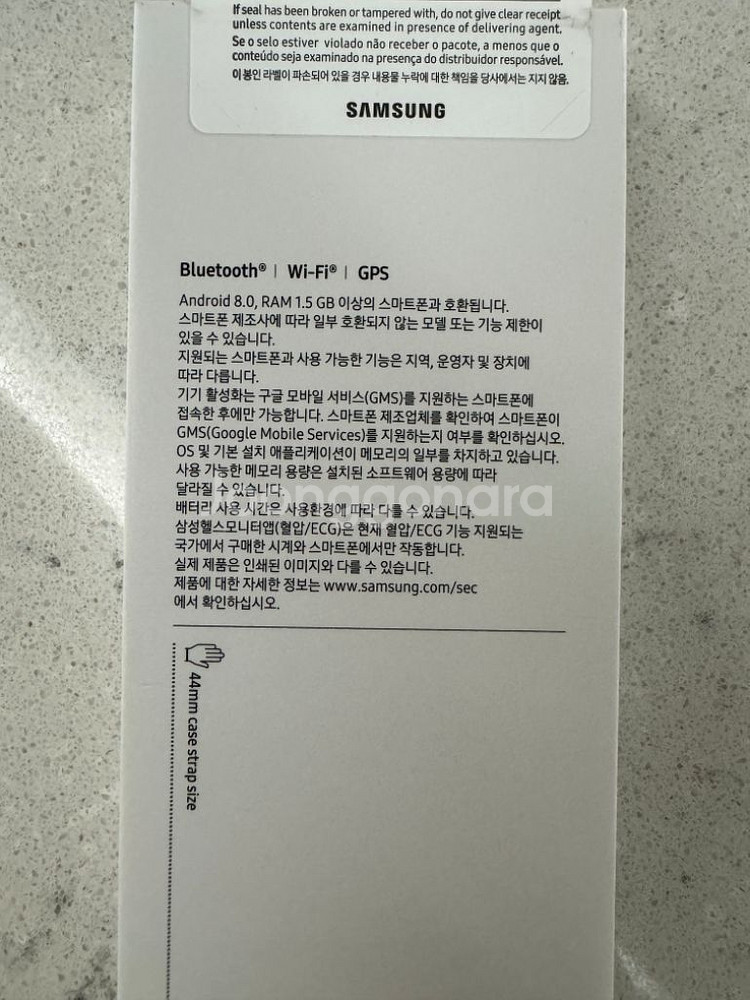 If seal has been broken or tampered with, do not give clear receipt
unless contents are examined in presence of delivering agent.
Se o selo estiver violado não receber o pacote, a menos que o
conteúdo seja examinado na presença do distribuidor responsável.
이 봉인 라벨이 파손되어 있을 경우 내용물 누락에 대한 책임을 당사에서는 지지 않음.
SAMSUNG
Bluetooth® | Wi-Fi® | GPS
Android 8.0, RAM 1.5 GB 이상의 스마트폰과 호환됩니다.
스마트폰 제조사에 따라 일부 호환되지 않는 모델 또는 기능 제한이
있을 수 있습니다.
지원되는 스마트폰과 사용 가능한 기능은 지역, 운영자 및 장치에
따라 다릅니다.
기기 활성화는 구글 모바일 서비스(GMS)를 지원하는 스마트폰에
접속한 후에만 가능합니다. 스마트폰 제조업체를 확인하여 스마트폰이
GMS(Google Mobile Services)를 지원하는지 여부를 확인하십시오.
OS 및 기본 설치 애플리케이션이 메모리의 일부를 차지하고 있습니다.
사용 가능한 메모리 용량은 설치된 소프트웨어 용량에 따라
달라질 수 있습니다.
joonggonara
배터리 사용 시간은 사용환경에 따라 다를 수 있습니다.
삼성헬스모니터앱(혈압/ECG)은 현재 혈압/ECG 기능 지원되는
국가에서 구매한 시계와 스마트폰에서만 작동합니다.
실제 제품은 인쇄된 이미지와 다를 수 있습니다.
제품에 대한 자세한 정보는 www.samsung.com/sec
에서 확인하십시오.
44mm case strap size